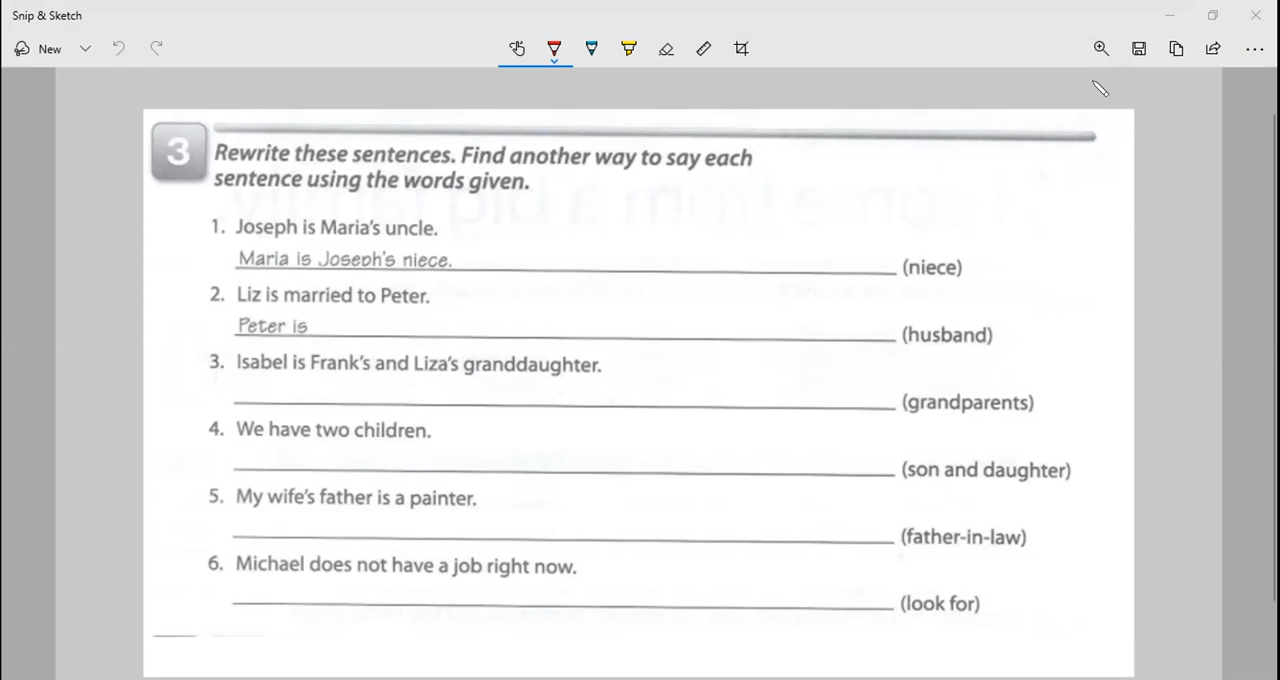 Snip & Sketch
New
3
Rewrite these sentences. Find another way to say each
sentence using the words given.
1. Joseph is Maria's uncle.
Maria is Joseph's niece. (niece)
2. Liz is married to Peter.
Peter is (husband)
3. Isabel is Frank's and Liza's granddaughter.
(grandparents)
4. We have two children.
(son and daughter)
5. My wife's father is a painter.
(father-in-law)
6. Michael does not have a job right now.
(look for)